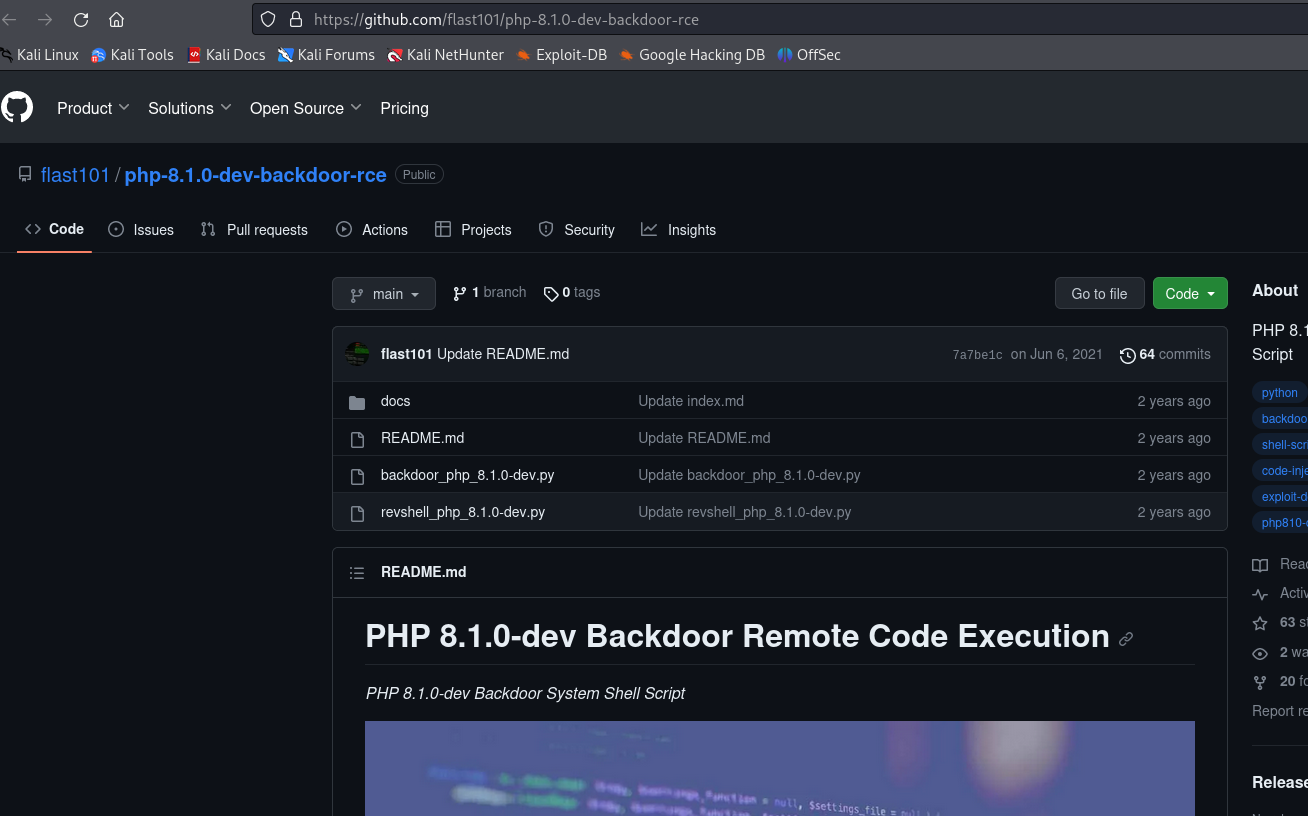 https://github.com/flast101/php-8.1.0-dev-backdoor-rce
Kali Linux Kali Tools Kali Docs Kali Forums Kali NetHunter Exploit-DB Google Hacking DB OffSec
Product Solutions Open Source Pricing
flast101 / php-8.1.0-dev-backdoor-rce Public
Code Issues Pull requests Actions Projects Security Insights
main 1 branch 0 tags Go to file Code
About
flast101 Update README.md 7a7be1c on Jun 6, 2021 64 commits
PHP 8.1
Script
docs Update index.md 2 years ago
python
README.md Update README.md 2 years ago
backdoo
shell-scri
backdoor_php_8.1.0-dev.py Update backdoor_php_8.1.0-dev.py 2 years ago
code-inje
exploit-d
revshell_php_8.1.0-dev.py Update revshell_php_8.1.0-dev.py 2 years ago
php810-
README.md
Read
Activ
63 st
2 wa
20 fo
Report re
PHP 8.1.0-dev Backdoor Remote Code Execution
PHP 8.1.0-dev Backdoor System Shell Script
Release
= null, $settings_file = null